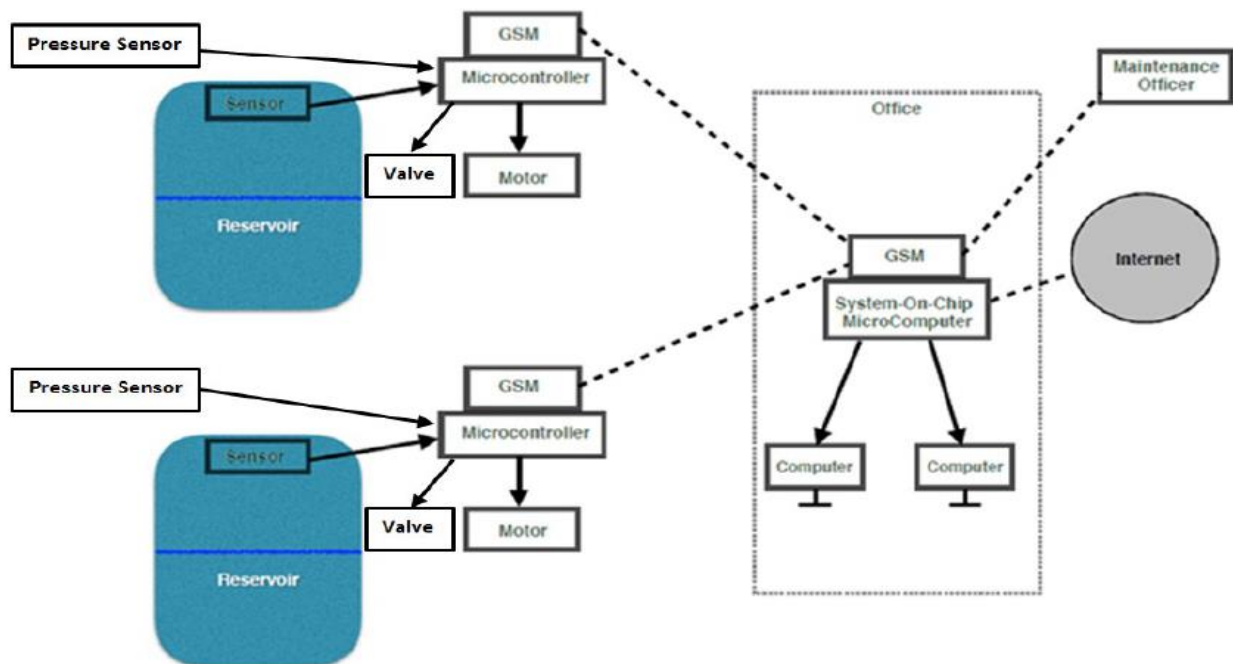 GSM
Pressure Sensor
Microcontroller
Sensor
Valve
Motor
Reservoir
GSM
Pressure Sensor
Microcontroller
Sensor
Valve
Motor
Reservoir
Office
GSM
System-On-Chip
MicroComputer
Computer
Computer
Maintenance
Officer
Internet